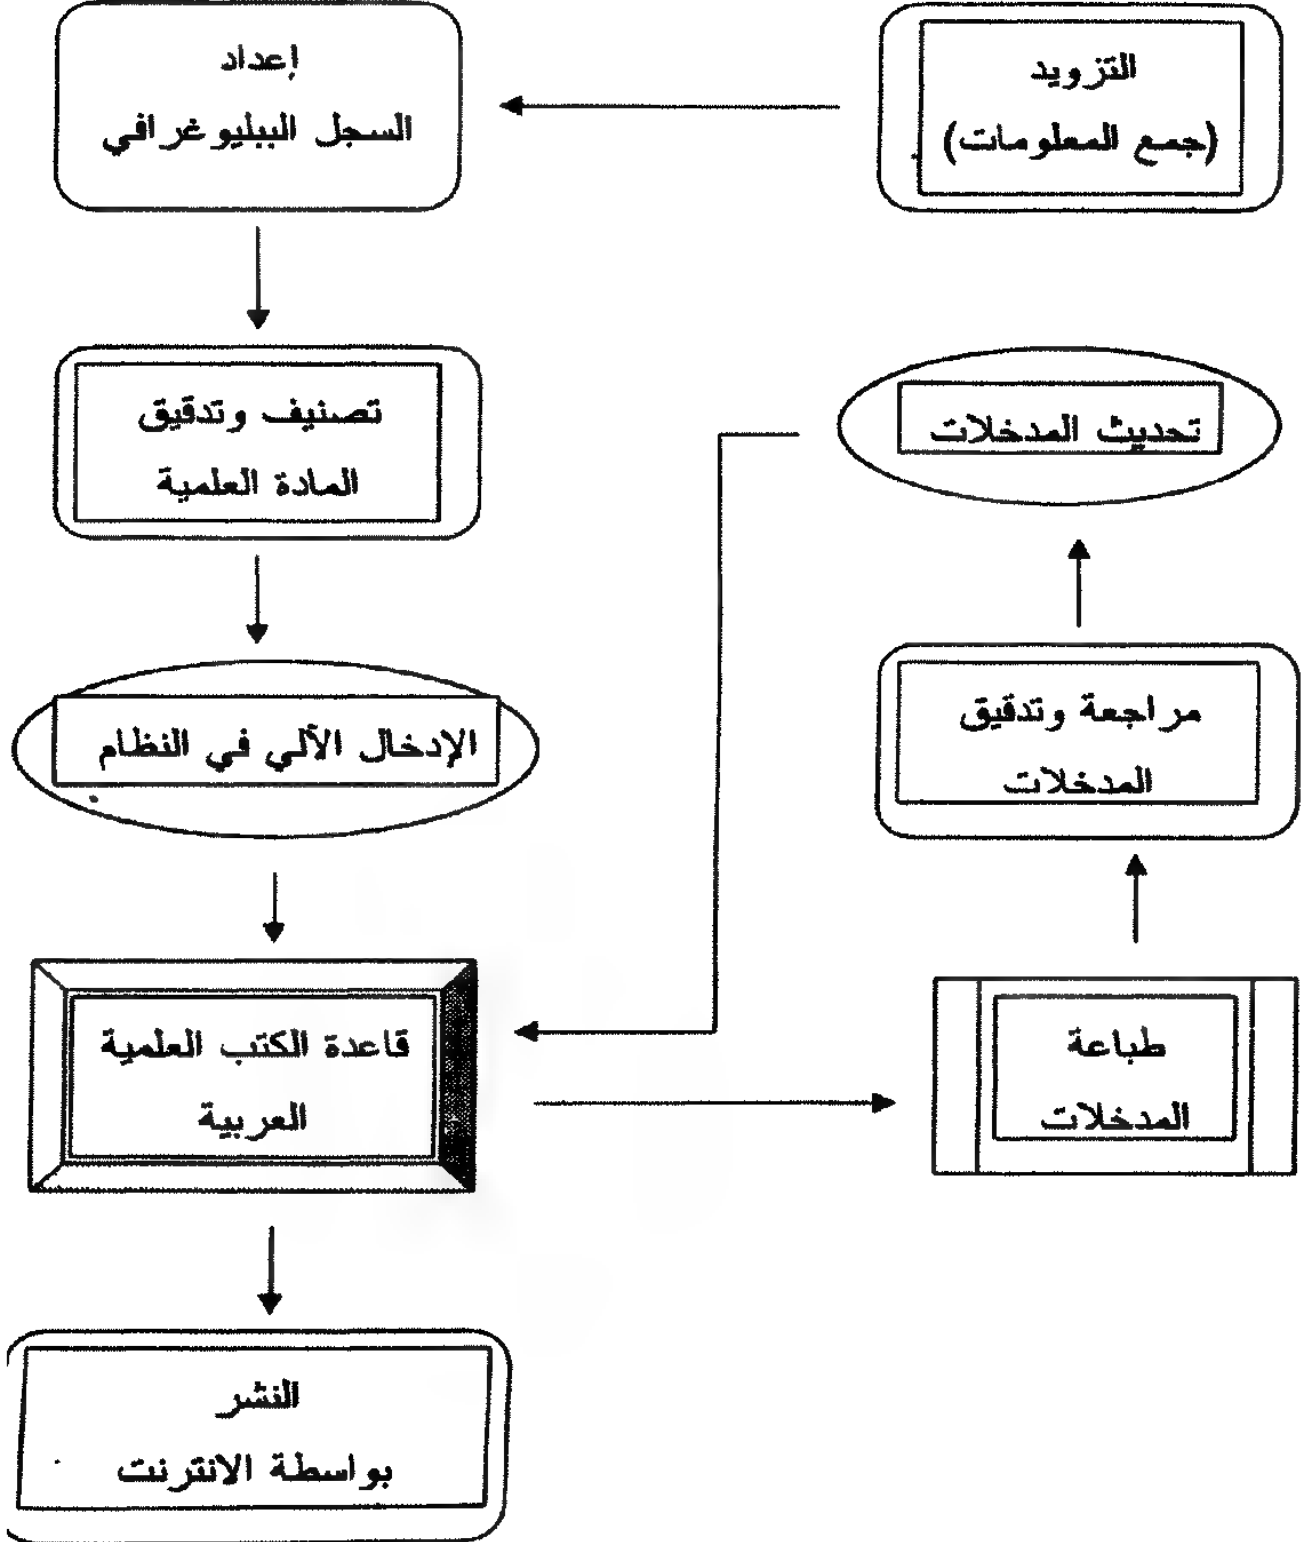 التزويد
(جمع المعلومات)
إعداد
السجل الببليوغرافي
تصنيف وتدقيق
المادة العلمية
تحديث المدخلات
الإدخال الآلي في النظام
مراجعة وتدقيق
المدخلات
قاعدة الكتب العلمية
العربية
طباعة
المدخلات
النشر
بواسطة الانترنت